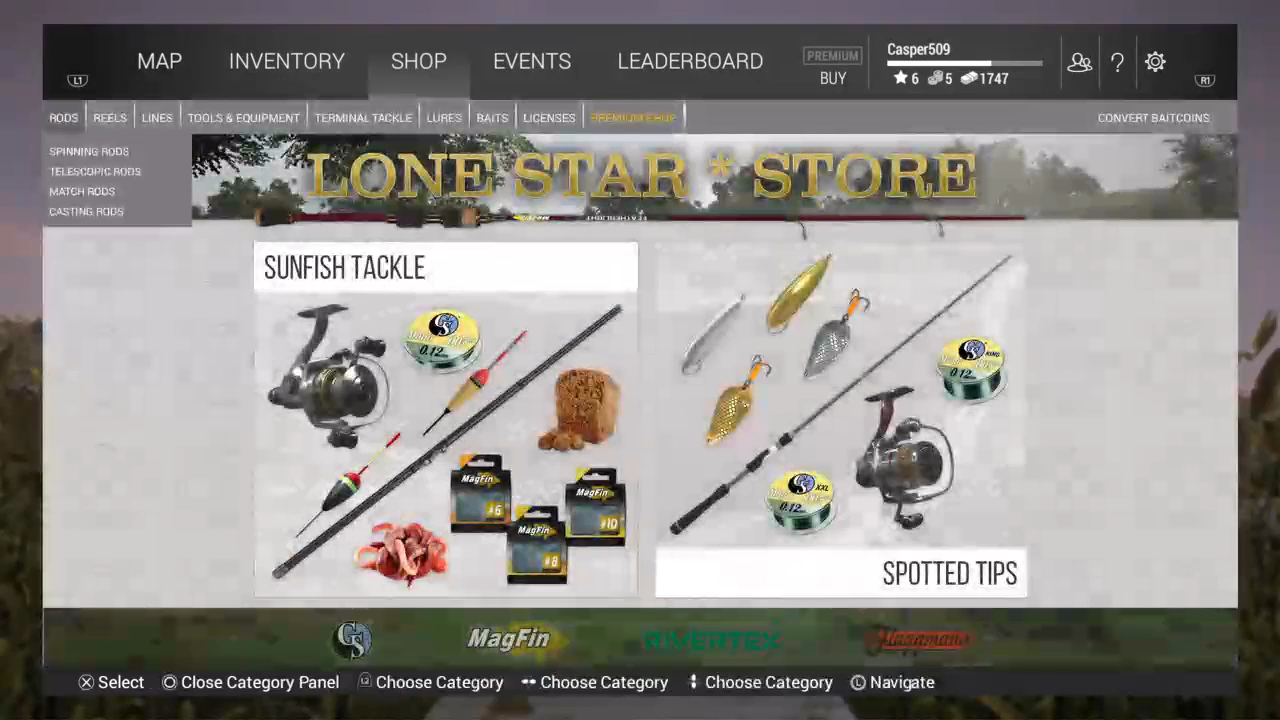 MAP
INVENTORY
SHOP
EVENTS
LEADERBOARD
PREMIUM
BUY
Casper509
6
5
1747
?
L1
R1
RODS
REELS
LINES
TOOLS & EQUIPMENT
TERMINAL TACKLE
LURES
BAITS
LICENSES
PREMIUM SHOP
CONVERT BAITCOINS
SPINNING RODS
TELESCOPIC RODS
MATCH RODS
CASTING RODS
LONE STAR * STORE
SUNFISH TACKLE
0.12
MagFin
#6
MagFin
#8
MagFin
#10
KING
0.12
XXL
0.12
SPOTTED TIPS
GS
MagFin
RIVERTEX
Select
Close Category Panel
Choose Category
Choose Category
Choose Category
L Navigate